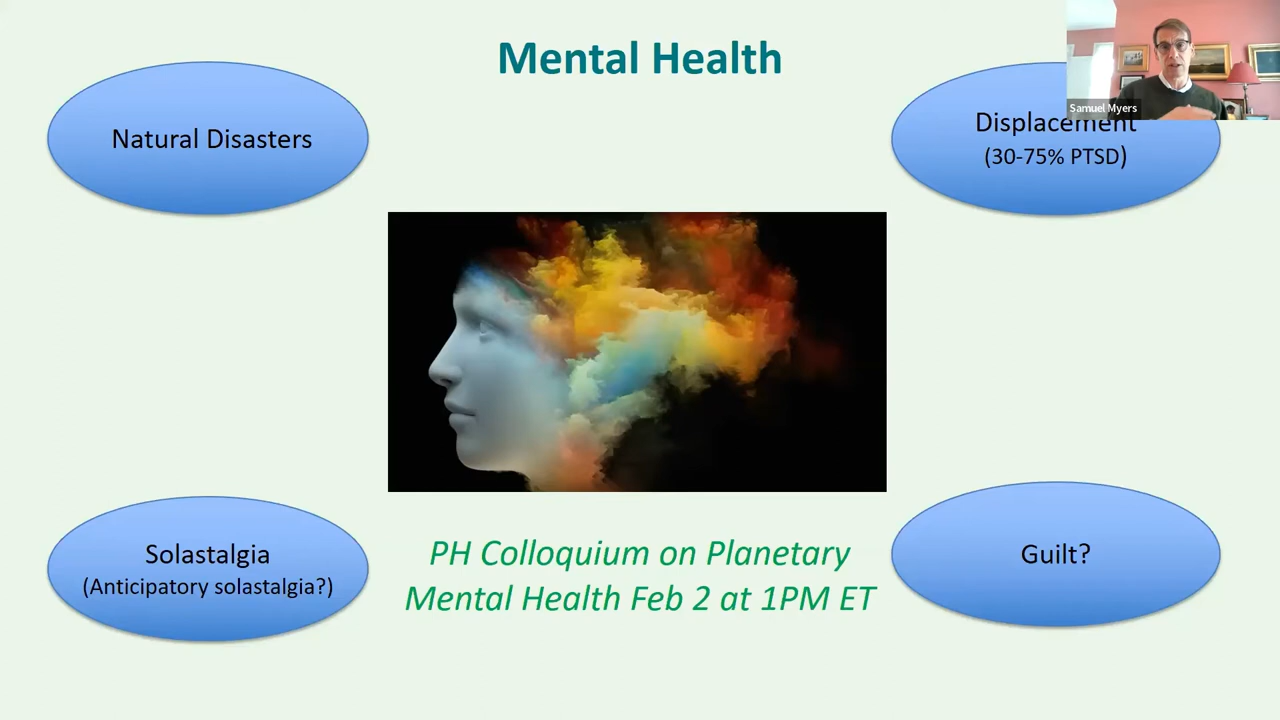 Mental Health
Samuel Myers
Natural Disasters
Displacement
(30-75% PTSD)
Solastalgia
(Anticipatory solastalgia?)
PH Colloquium on Planetary
Mental Health Feb 2 at 1PM ET
Guilt?